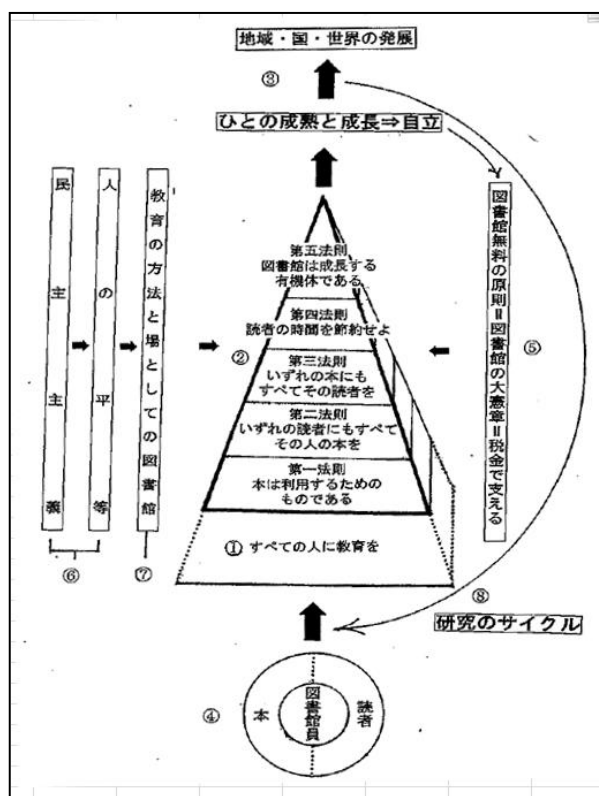 地域・国・世界の発展
③
ひとの成熟と成長⇒自立
民主主義
人の平等
教育の方法と場としての図書館
第五法則
図書館は成長する
有機体である
第四法則
読者の時間を節約せよ
②
第三法則
いずれの本にも
すべてその読者を
第二法則
いずれの読者にもすべて
その人の本を
第一法則
本は利用するための
ものである
①すべての人に教育を
図書館無料の原則=図書館の大憲章=税金で支える
⑤
⑥
⑦
⑧
研究のサイクル
④
本
図書館員
読者